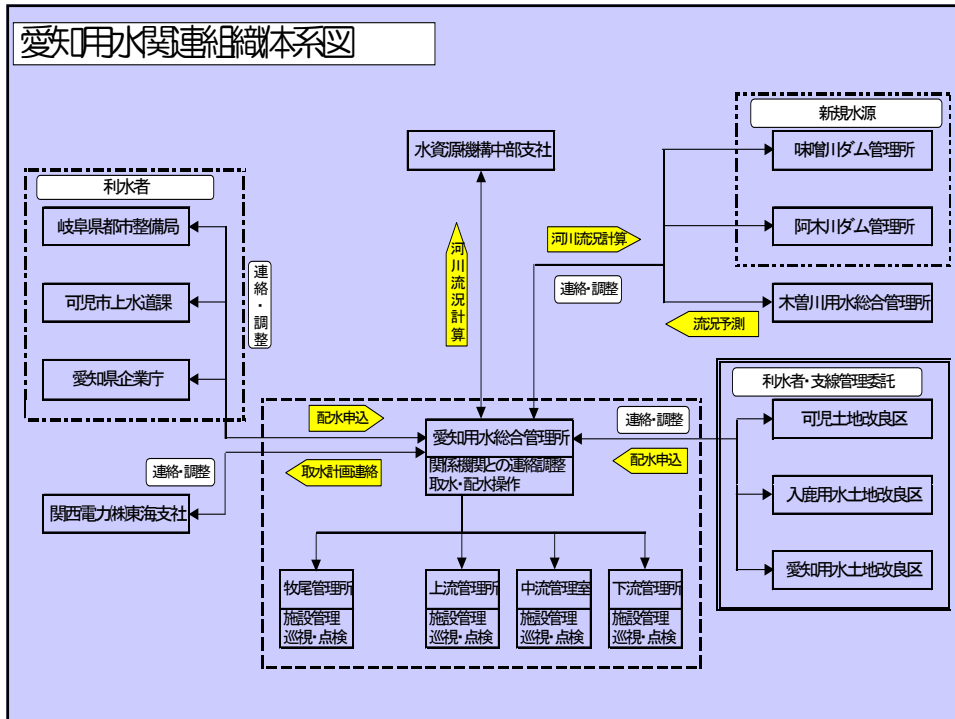 愛知用水関連組織体系図
新規水源
水資源機構中部支社
味噌川ダム管理所
利水者
岐阜県都市整備局
阿木川ダム管理所
河川流況計算
河川流況計算
連絡・調整
連絡・調整
可児市上水道課
木曽川用水総合管理所
流況予測
愛知県企業庁
利水者・支線管理委託
配水申込
連絡・調整
可児土地改良区
愛知用水総合管理所
関係機関との連絡調整
取水・配水操作
連絡・調整
取水計画連絡
配水申込
入鹿用水土地改良区
関西電力㈱東海支社
愛知用水土地改良区
牧尾管理所
上流管理所
中流管理室
下流管理所
施設管理
巡視・点検
施設管理
巡視・点検
施設管理
巡視・点検
施設管理
巡視・点検